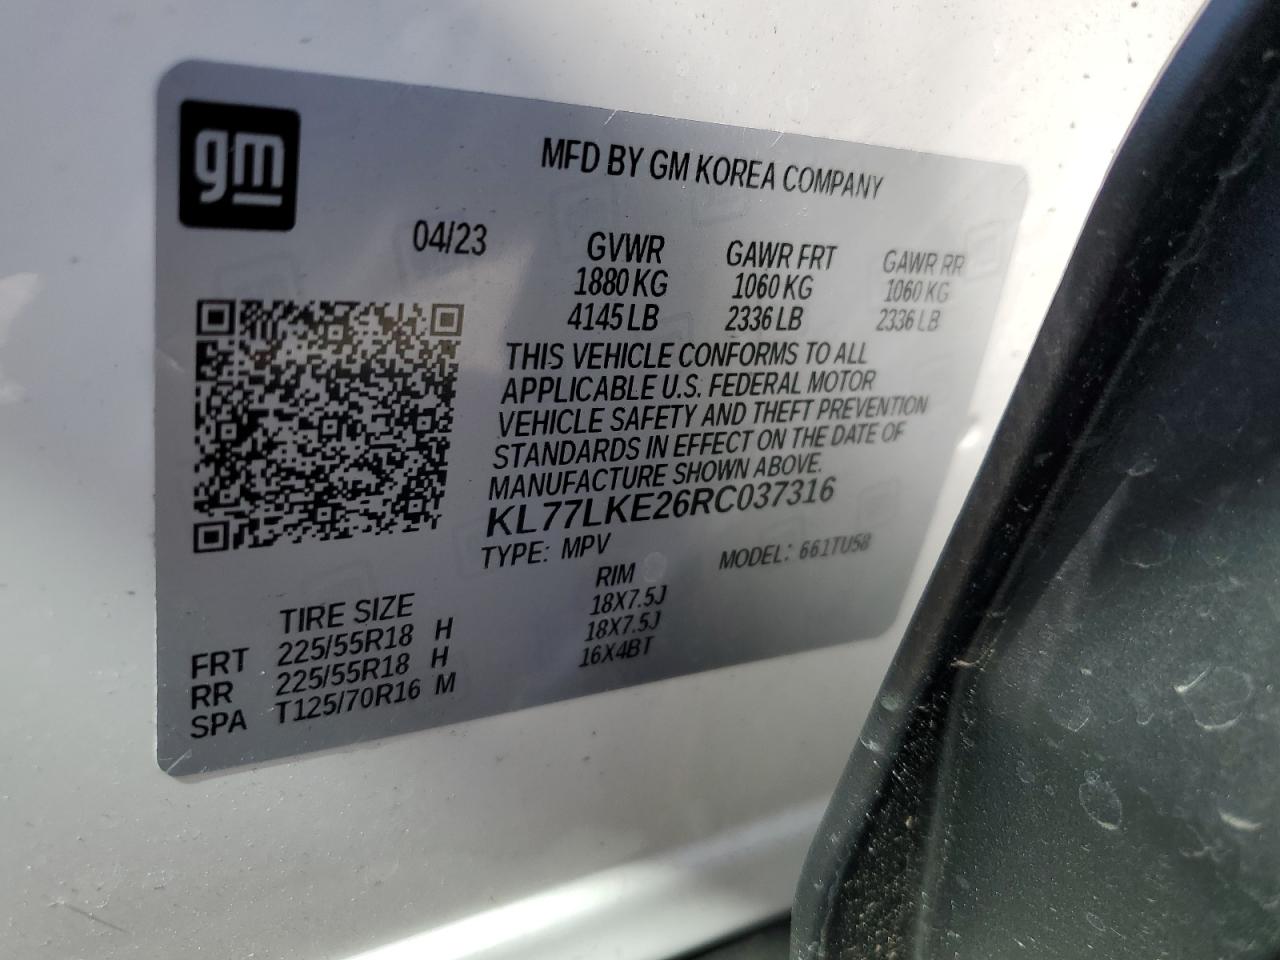 gm
MFD BY GM KOREA COMPANY
04/23
GVWR GAWR FRT GAWR RR
1880 KG 1060 KG 1060 KG
4145 LB 2336 LB 2336 LB
THIS VEHICLE CONFORMS TO ALL
APPLICABLE U.S. FEDERAL MOTOR
VEHICLE SAFETY AND THEFT PREVENTION
STANDARDS IN EFFECT ON THE DATE OF
MANUFACTURE SHOWN ABOVE.
KL77LKE26RC037316
TYPE: MPV MODEL: 661TU58
TIRE SIZE RIM
FRT 225/55R18 H 18X7.5J
RR 225/55R18 H 18X7.5J
SPA T125/70R16 M 16X4BT